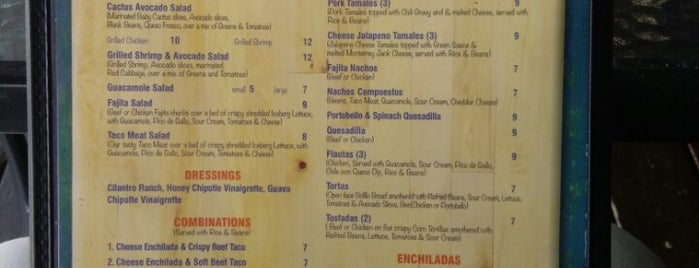 Cactus Avocado Salad
(Marinated Baby Cactus slices, Avocado slices,
Black Beans, Queso Fresco, over a mix of Greens & Tomatoes)
Grilled Chicken 10 Grilled Shrimp 12
Grilled Shrimp & Avocado Salad 12
(Grilled Shrimp, Avocado slices, marinated
Red Cabbage, over a mix of Greens and Tomatoes)
Guacamole Salad small 5 large 7
Fajita Salad 9
(Beef or Chicken Fajita chunks over a bed of crispy shredded Iceberg Lettuce,
with Guacamole, Pico de Gallo, Sour Cream, Tomatoes & Cheese)
Taco Meat Salad 8
(Our tasty Taco Meat over a bed of crispy shredded Iceberg Lettuce, with
Guacamole, Pico de Gallo, Sour Cream, Tomatoes & Cheese)
DRESSINGS
Cilantro Ranch, Honey Chipotle Vinaigrette, Guava
Chipotle Vinaigrette
COMBINATIONS
(Served with Rice & Beans)
1. Cheese Enchilada & Crispy Beef Taco 7
2. Cheese Enchilada & Soft Beef Taco 7
Pork Tamales (3) 9
(Pork Tamales topped with Chili Gravy and & melted Cheese, served with
Rice & Beans)
Cheese Jalapeno Tamales (3) 9
(Jalapeno Cheese Tamales topped with Green Sauce &
melted Monterrey Jack Cheese, served with Rice & Beans)
Fajita Nachos 7
(Beef or Chicken)
Nachos Compuestos 7
(Beans, Taco Meat, Guacamole, Sour Cream, Cheddar Cheese)
Portobello & Spinach Quesadilla 9
Quesadilla 9
(Beef or Chicken)
Flautas (3) 9
(Chicken, Served with Guacamole, Sour Cream, Pico de Gallo,
Chile con Queso Dip, Rice & Beans)
Tortas 7
(Open face Bolillo Bread smothered with Refried Beans, Sour Cream, Lettuce,
Tomatoes & Avocado Slices, Beef,Chicken or Portobello)
Tostadas (2) 7
( Beef or Chicken on flat crispy Corn Tortillas smothered with
Refried Beans, Lettuce, Tomatoes & Sour Cream)
ENCHILADAS